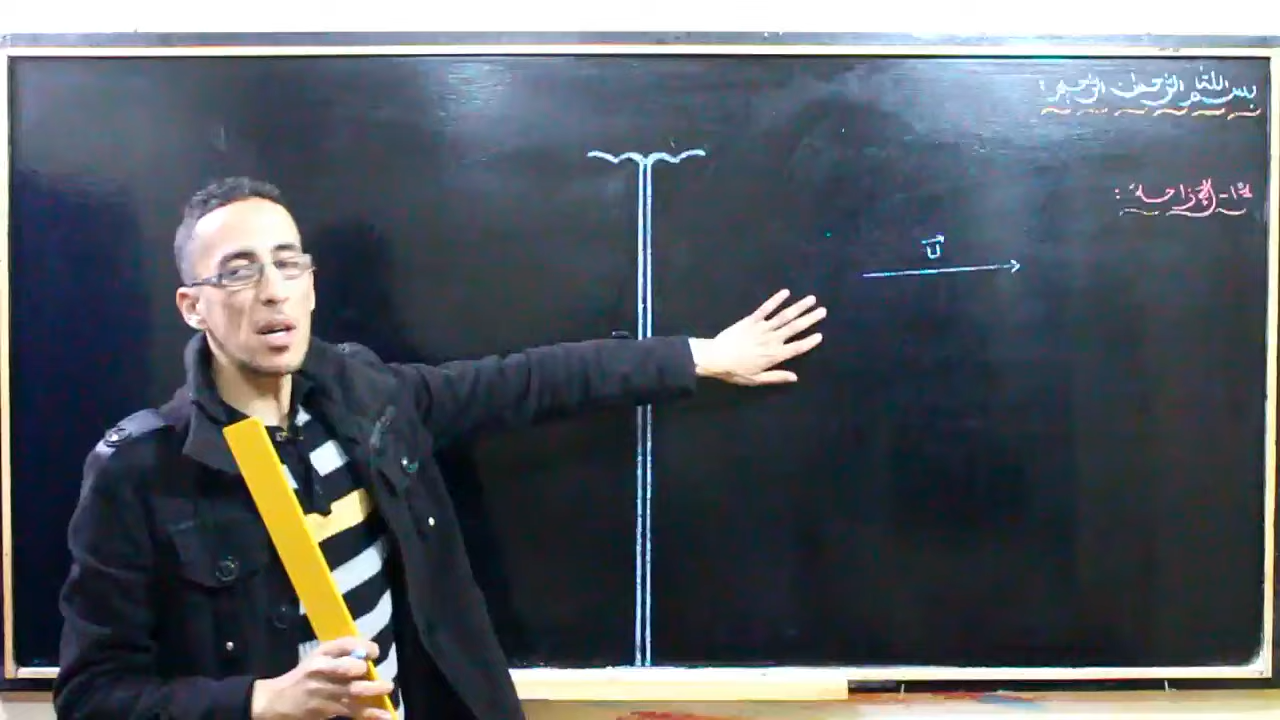 بسم الله الرحمن الرحيم :
1- الإزاحة :
u